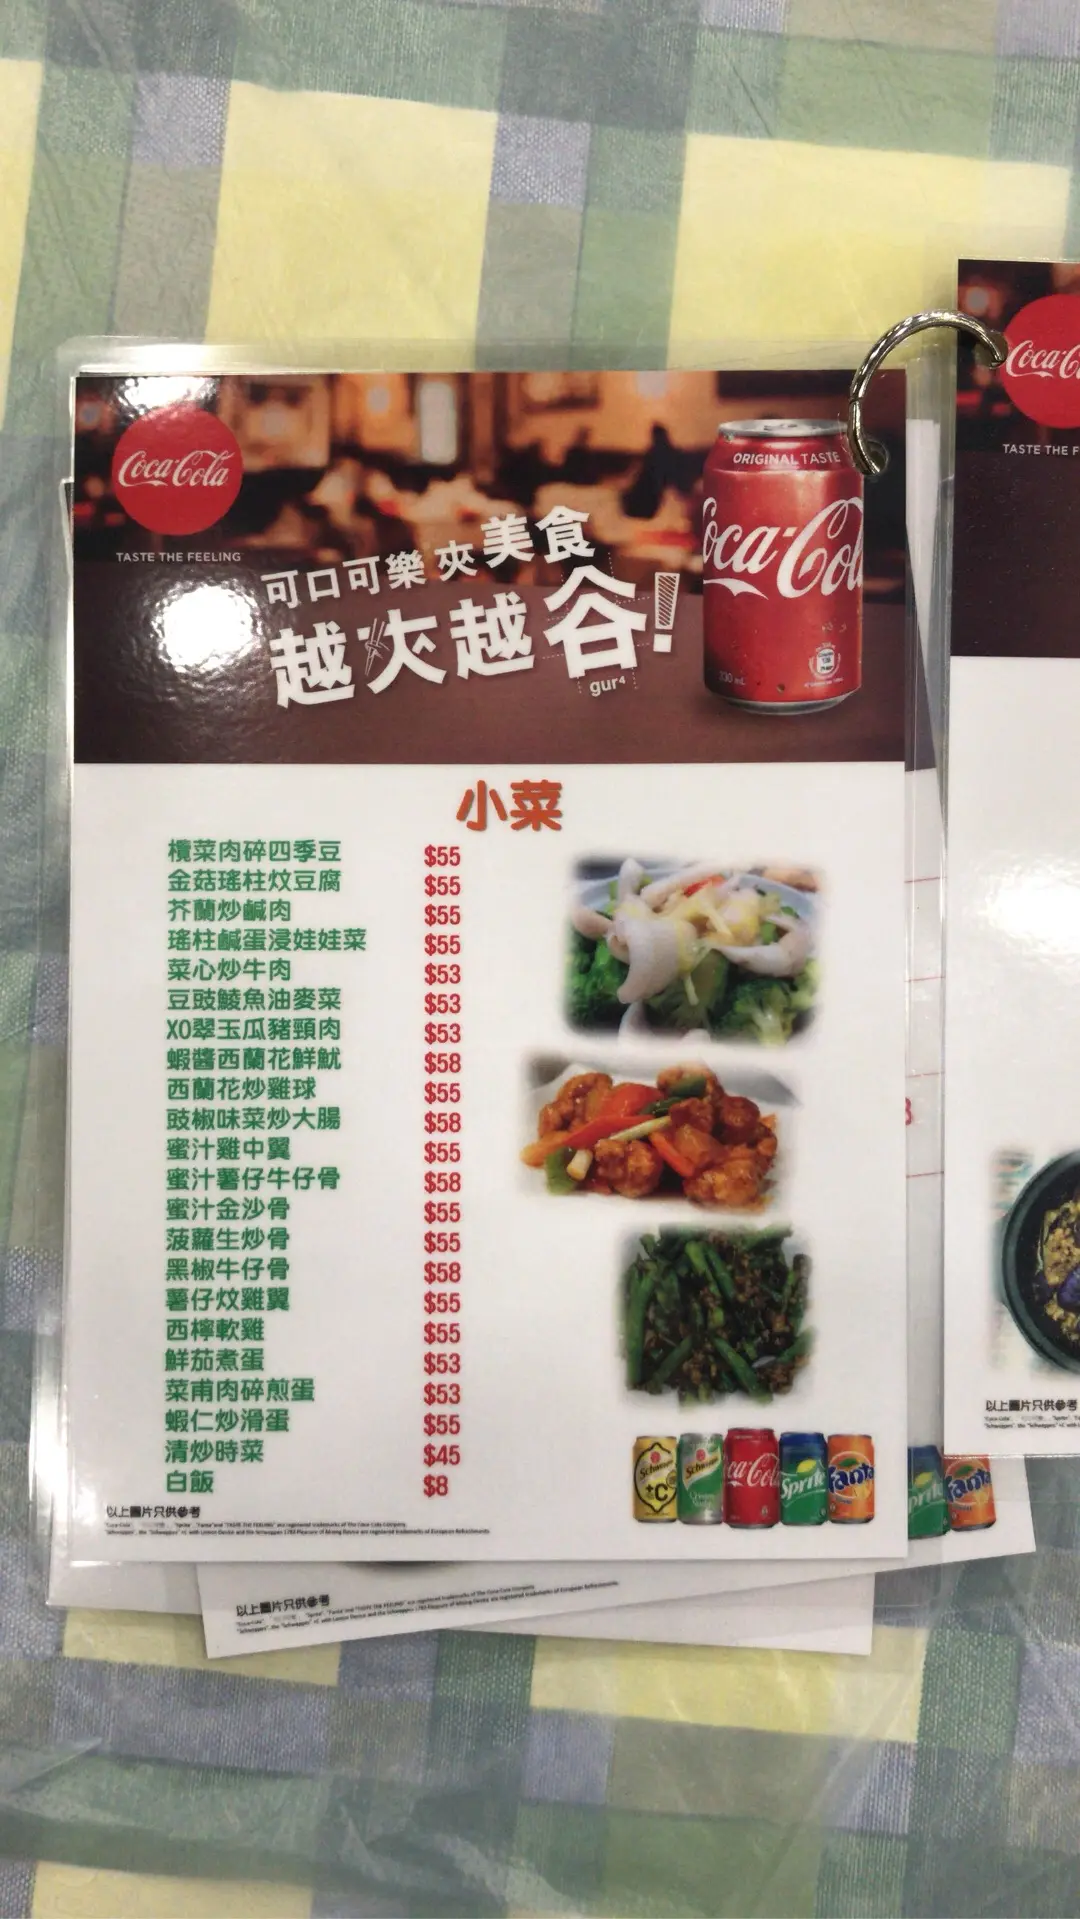 Coca-Cola
TASTE THE FEELING
可口可樂 夾 美食
越夾越谷!
gur⁴
ORIGINAL TASTE
Coca-Cola
330 mL
小菜
欖菜肉碎四季豆 $55
金菇瑤柱炆豆腐 $55
芥蘭炒鹹肉 $55
瑤柱鹹蛋浸娃娃菜 $55
菜心炒牛肉 $53
豆豉鯪魚油麥菜 $53
XO翠玉瓜豬頸肉 $53
蝦醬西蘭花鮮魷 $58
西蘭花炒雞球 $55
豉椒味菜炒大腸 $58
蜜汁雞中翼 $55
蜜汁薯仔牛仔骨 $58
蜜汁金沙骨 $55
菠蘿生炒骨 $55
黑椒牛仔骨 $58
薯仔炆雞翼 $55
西檸軟雞 $55
鮮茄煮蛋 $53
菜甫肉碎煎蛋 $53
蝦仁炒滑蛋 $55
清炒時菜 $45
白飯 $8
以上圖片只供參考
Schweppes +C
Schweppes
Coca-Cola
Sprite
Fanta
以上圖片只供參考
Coca-C
TASTE THE F
以上圖片只供參考
Sprite
Fanta